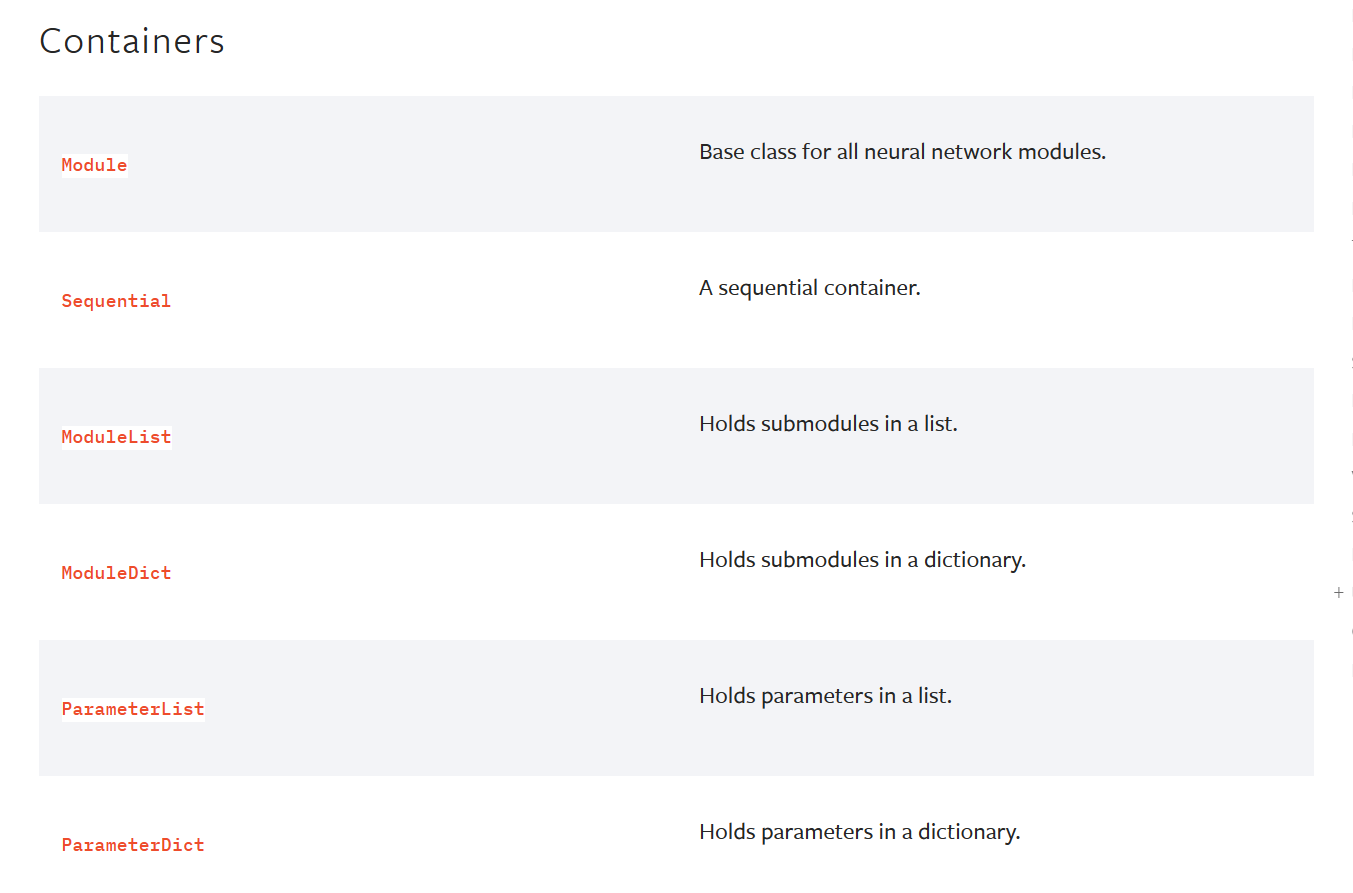 Containers
Module
Base class for all neural network modules.
Sequential
A sequential container.
ModuleList
Holds submodules in a list.
ModuleDict
Holds submodules in a dictionary.
+
ParameterList
Holds parameters in a list.
ParameterDict
Holds parameters in a dictionary.